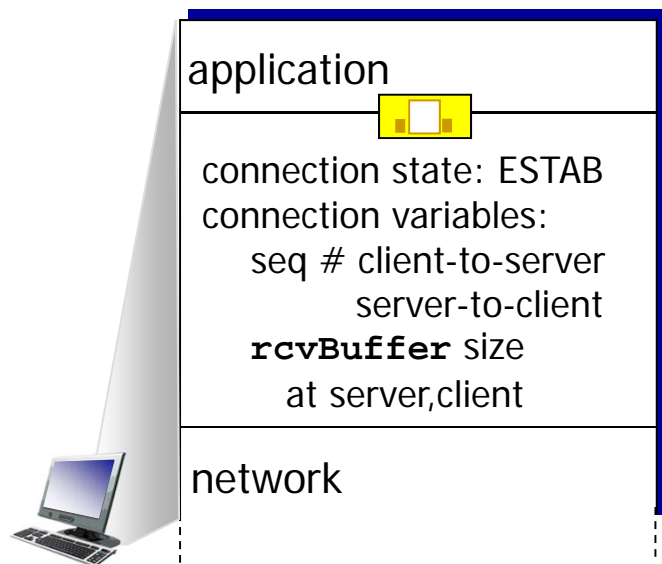 application
connection state: ESTAB
connection variables:
seq # client-to-server
server-to-client
rcvBuffer size
at server,client
network